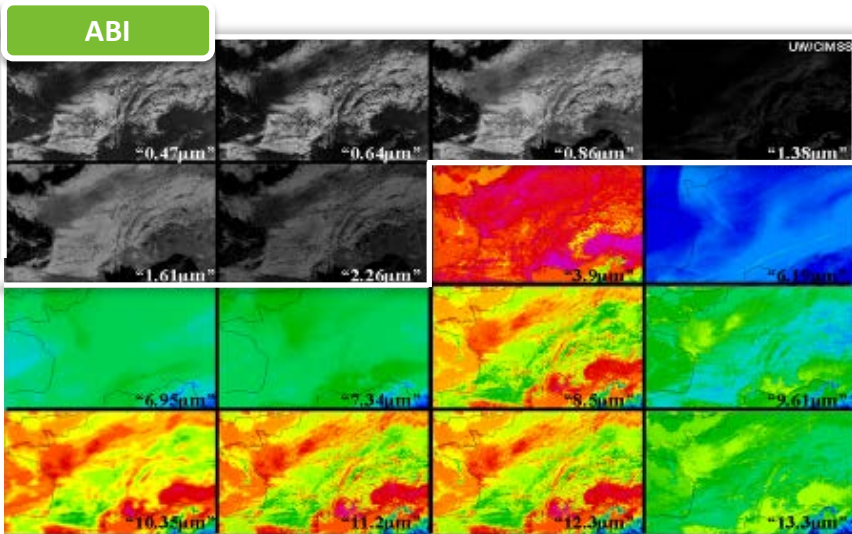 ABI
UW/CIMSS
"0.47µm"
"0.64µm"
"0.86µm"
"1.38µm"
"1.61µm"
"2.26µm"
"3.9µm"
"6.19µm"
"6.95µm"
"7.34µm"
"8.5µm"
"9.61µm"
"10.35µm"
"11.2µm"
"12.3µm"
"13.3µm"